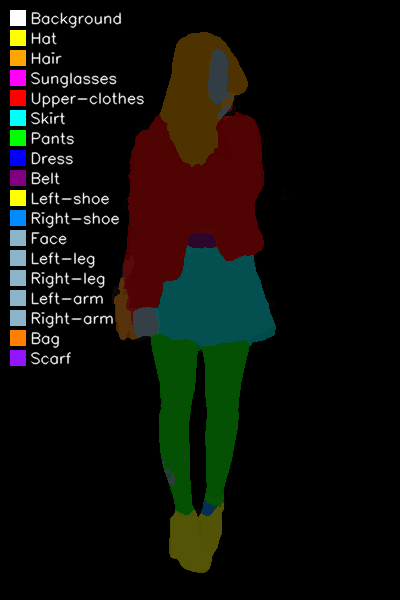 Background
Hat
Hair
Sunglasses
Upper-clothes
Skirt
Pants
Dress
Belt
Left-shoe
Right-shoe
Face
Left-leg
Right-leg
Left-arm
Right-arm
Bag
Scarf